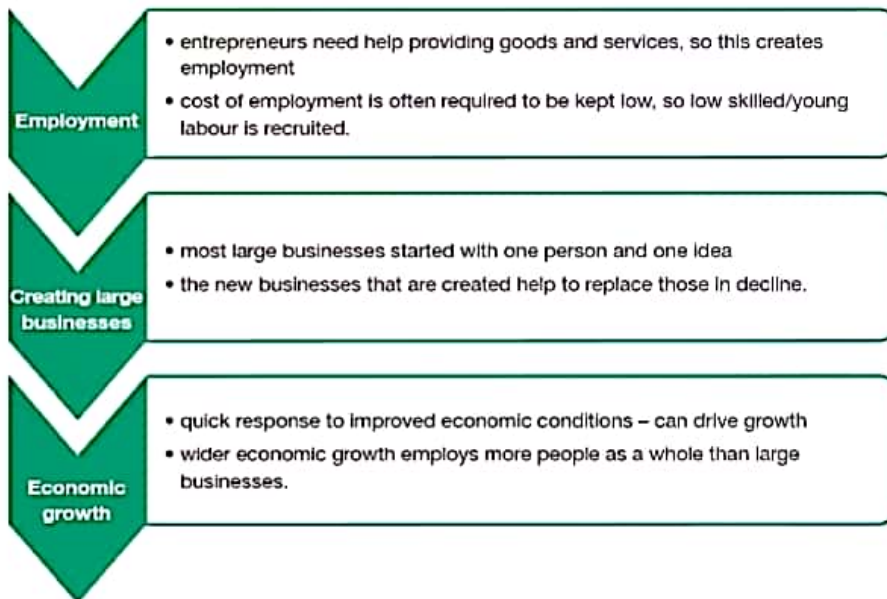 Employment
• entrepreneurs need help providing goods and services, so this creates
employment
• cost of employment is often required to be kept low, so low skilled/young
labour is recruited.
Creating large
businesses
• most large businesses started with one person and one idea
• the new businesses that are created help to replace those in decline.
Economic
growth
• quick response to improved economic conditions – can drive growth
• wider economic growth employs more people as a whole than large
businesses.